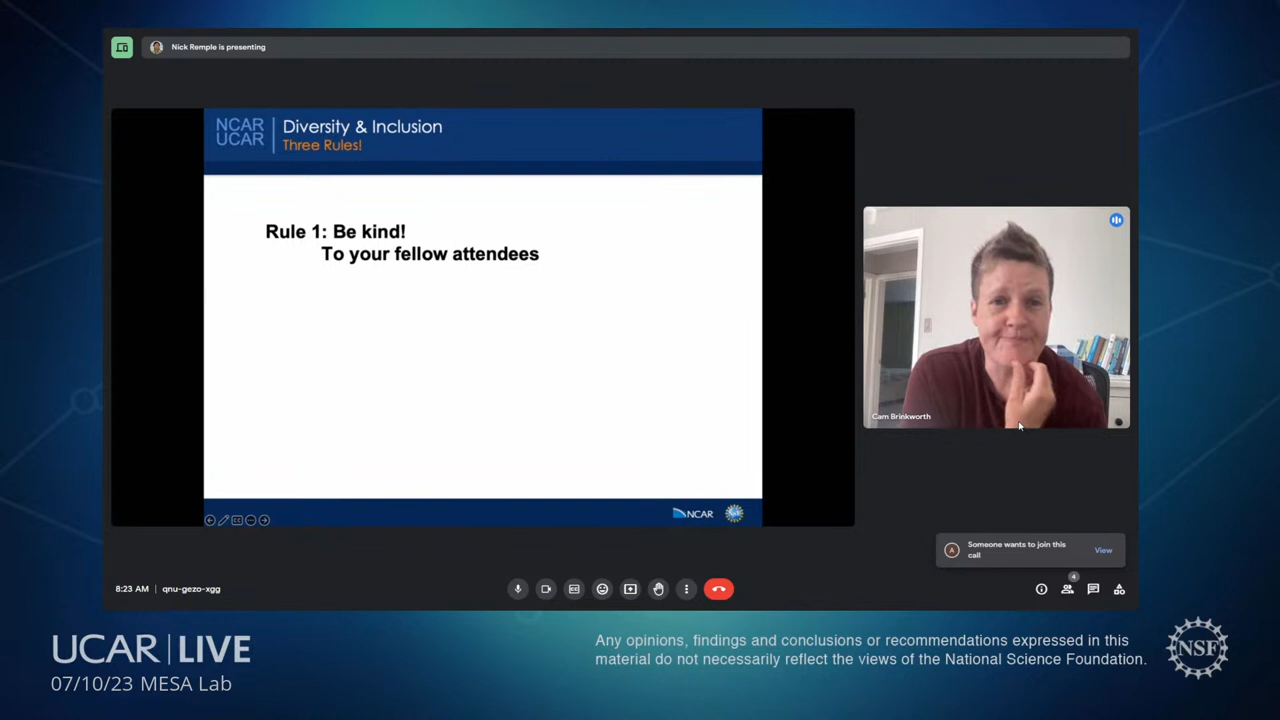 Nick Remple is presenting
NCAR
UCAR
Diversity & Inclusion
Three Rules!
Rule 1: Be kind!
To your fellow attendees
NCAR
Cam Brinkworth
A
Someone wants to join this
call
View
4
8:23 AM | qnu-gezo-xgg
UCAR | LIVE
07/10/23 MESA Lab
Any opinions, findings and conclusions or recommendations expressed in this
material do not necessarily reflect the views of the National Science Foundation.
NSF